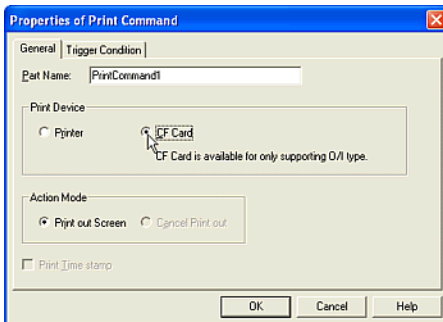 Properties of Print Command
General Trigger Condition
Part Name: PrintCommand1
Print Device
Printer CF Card
CF Card is available for only supporting O/I type.
Action Mode
Print out Screen Cancel Print out
Print Time stamp
OK Cancel Help